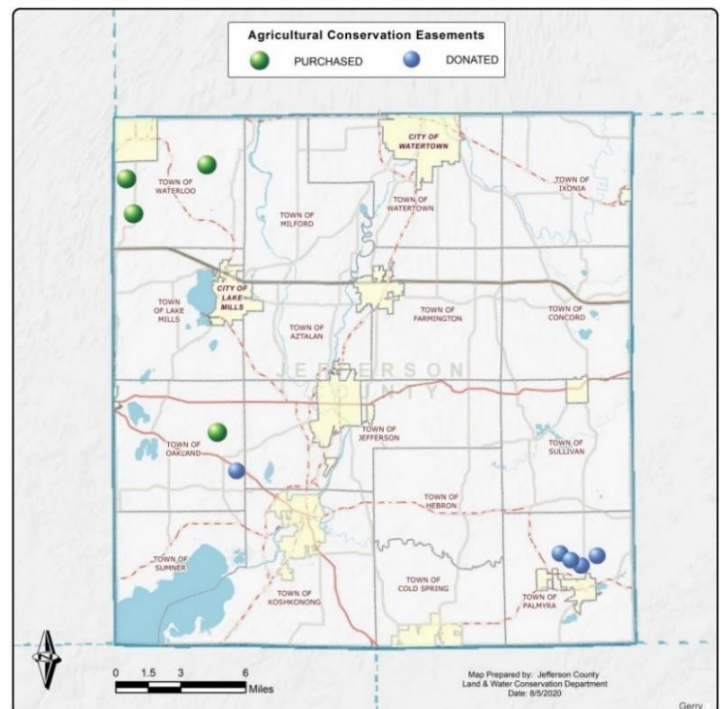 Agricultural Conservation Easements
PURCHASED
DONATED
CITY OF
WATERTOWN
TOWN OF
WATERLOO
TOWN OF
IXONIA
TOWN OF
WATERTOWN
TOWN OF
MILFORD
CITY OF
LAKE
MILLS
TOWN
OF LAKE
MILLS
TOWN OF
AZTALAN
TOWN OF
FARMINGTON
TOWN OF
CONCORD
JEFFERSON
COUNTY
TOWN OF
JEFFERSON
TOWN OF
OAKLAND
TOWN OF
SULLIVAN
TOWN OF
HEBRON
TOWN OF
SUMNER
TOWN OF
KOSHKONONG
TOWN OF
COLD SPRING
TOWN OF
PALMYRA
0 1.5 3 6
Miles
Map Prepared by: Jefferson County
Land & Water Conservation Department
Date: 8/5/2020
Gerry